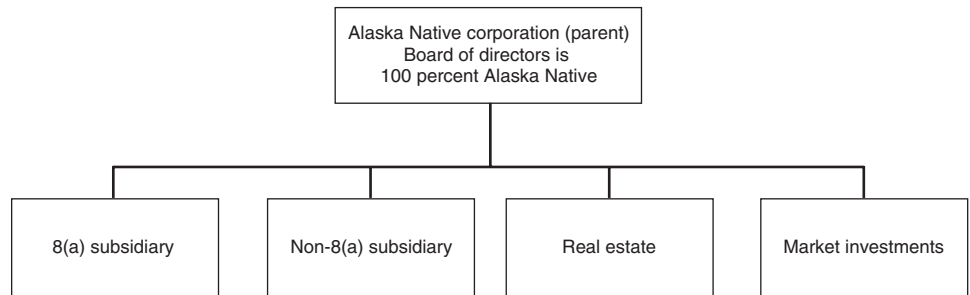 Alaska Native corporation (parent)
Board of directors is
100 percent Alaska Native
8(a) subsidiary
Non-8(a) subsidiary
Real estate
Market investments